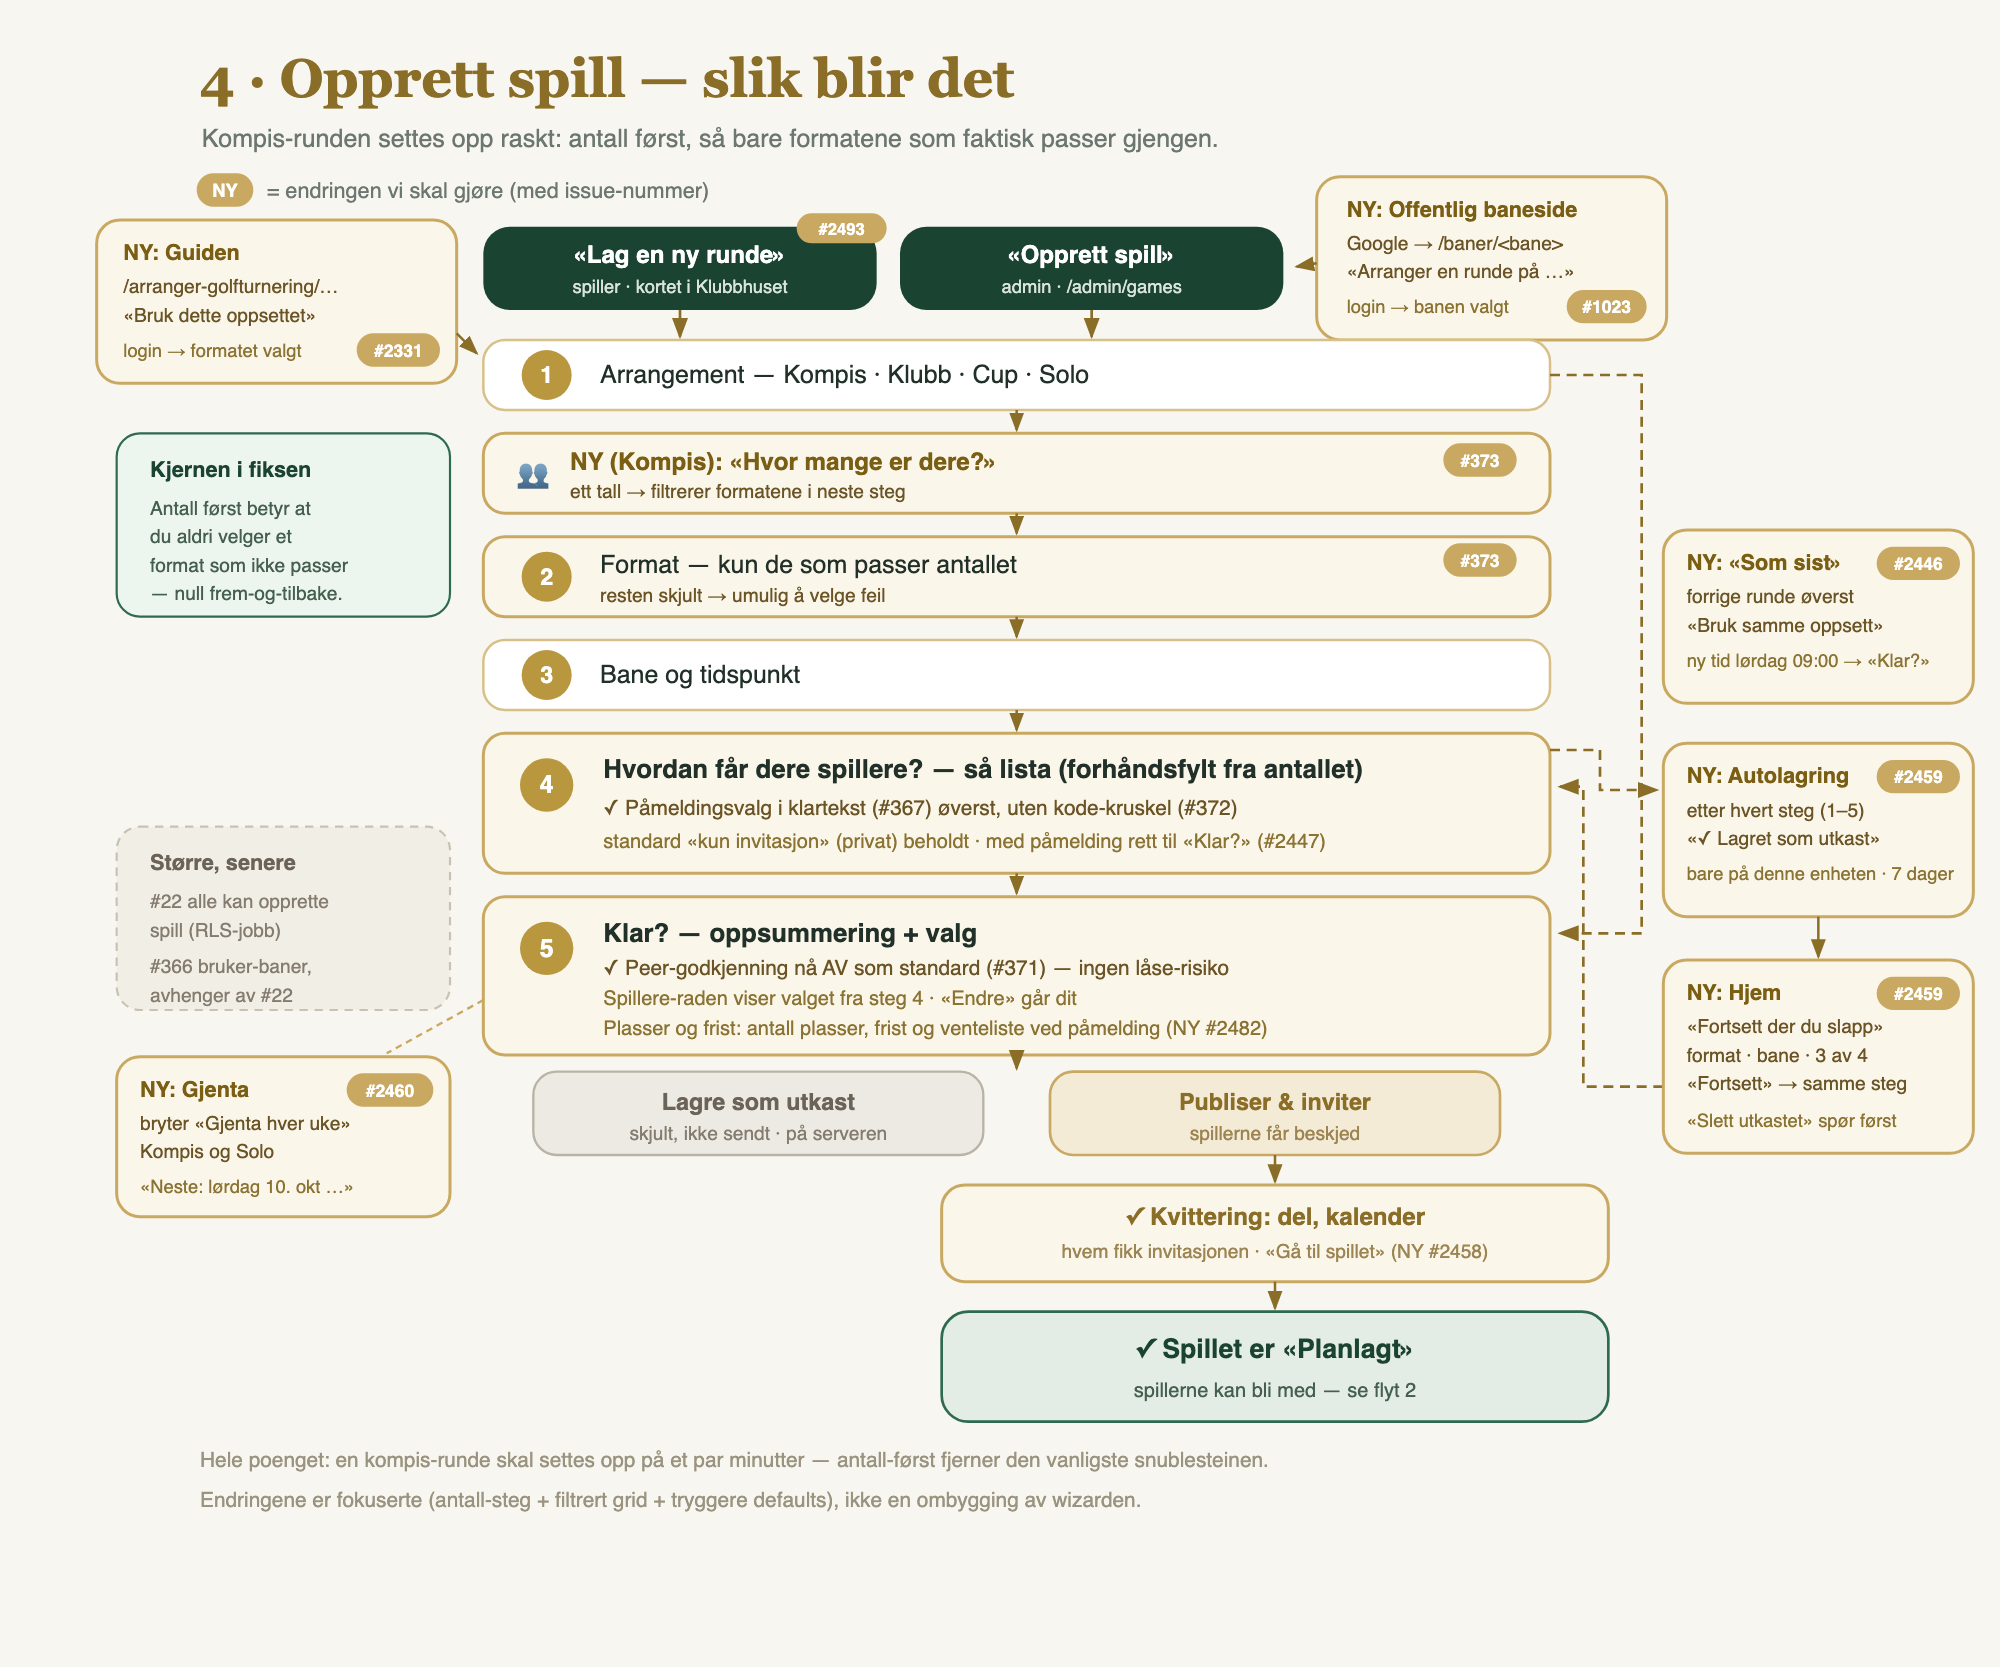 4 · Opprett spill — slik blir det
Kompis-runden settes opp raskt: antall først, så bare formatene som faktisk passer gjengen.
NY = endringen vi skal gjøre (med issue-nummer)
NY: Guiden
/arranger-golfturnering/…
«Bruk dette oppsettet»
login → formatet valgt
#2331
«Lag en ny runde»
#2493
spiller · kortet i Klubbhuset
«Opprett spill»
admin · /admin/games
NY: Offentlig baneside
Google → /baner/<bane>
«Arranger en runde på …»
login → banen valgt
#1023
1 Arrangement — Kompis · Klubb · Cup · Solo
NY (Kompis): «Hvor mange er dere?»
#373
ett tall → filtrerer formatene i neste steg
Kjernen i fiksen
Antall først betyr at
du aldri velger et
format som ikke passer
— null frem-og-tilbake.
2 Format — kun de som passer antallet
#373
resten skjult → umulig å velge feil
3 Bane og tidspunkt
NY: «Som sist»
#2446
forrige runde øverst
«Bruk samme oppsett»
ny tid lørdag 09:00 → «Klar?»
4 Hvordan får dere spillere? — så lista (forhåndsfylt fra antallet)
✓ Påmeldingsvalg i klartekst (#367) øverst, uten kode-kruskel (#372)
standard «kun invitasjon» (privat) beholdt · med påmelding rett til «Klar?» (#2447)
NY: Autolagring
#2459
etter hvert steg (1–5)
«✓ Lagret som utkast»
bare på denne enheten · 7 dager
Større, senere
#22 alle kan opprette
spill (RLS-jobb)
#366 bruker-baner,
avhenger av #22
5 Klar? — oppsummering + valg
✓ Peer-godkjenning nå AV som standard (#371) — ingen låse-risiko
Spillere-raden viser valget fra steg 4 · «Endre» går dit
Plasser og frist: antall plasser, frist og venteliste ved påmelding (NY #2482)
NY: Hjem
#2459
«Fortsett der du slapp»
format · bane · 3 av 4
«Fortsett» → samme steg
«Slett utkastet» spør først
NY: Gjenta
#2460
bryter «Gjenta hver uke»
Kompis og Solo
«Neste: lørdag 10. okt …»
Lagre som utkast
skjult, ikke sendt · på serveren
Publiser & inviter
spillerne får beskjed
✓ Kvittering: del, kalender
hvem fikk invitasjonen · «Gå til spillet» (NY #2458)
✓ Spillet er «Planlagt»
spillerne kan bli med — se flyt 2
Hele poenget: en kompis-runde skal settes opp på et par minutter — antall-først fjerner den vanligste snublesteinen.
Endringene er fokuserte (antall-steg + filtrert grid + tryggere defaults), ikke en ombygging av wizarden.